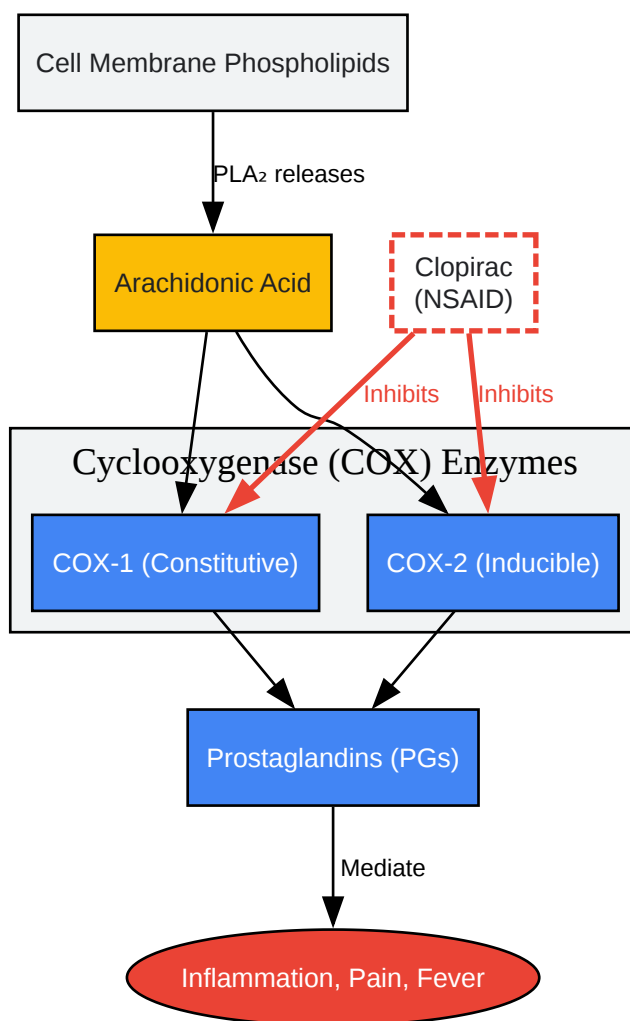 Cell Membrane Phospholipids
PLA₂ releases
Arachidonic Acid
Clopirac
(NSAID)
Inhibits
Inhibits
Cyclooxygenase (COX) Enzymes
COX-1 (Constitutive)
COX-2 (Inducible)
Prostaglandins (PGs)
Mediate
Inflammation, Pain, Fever